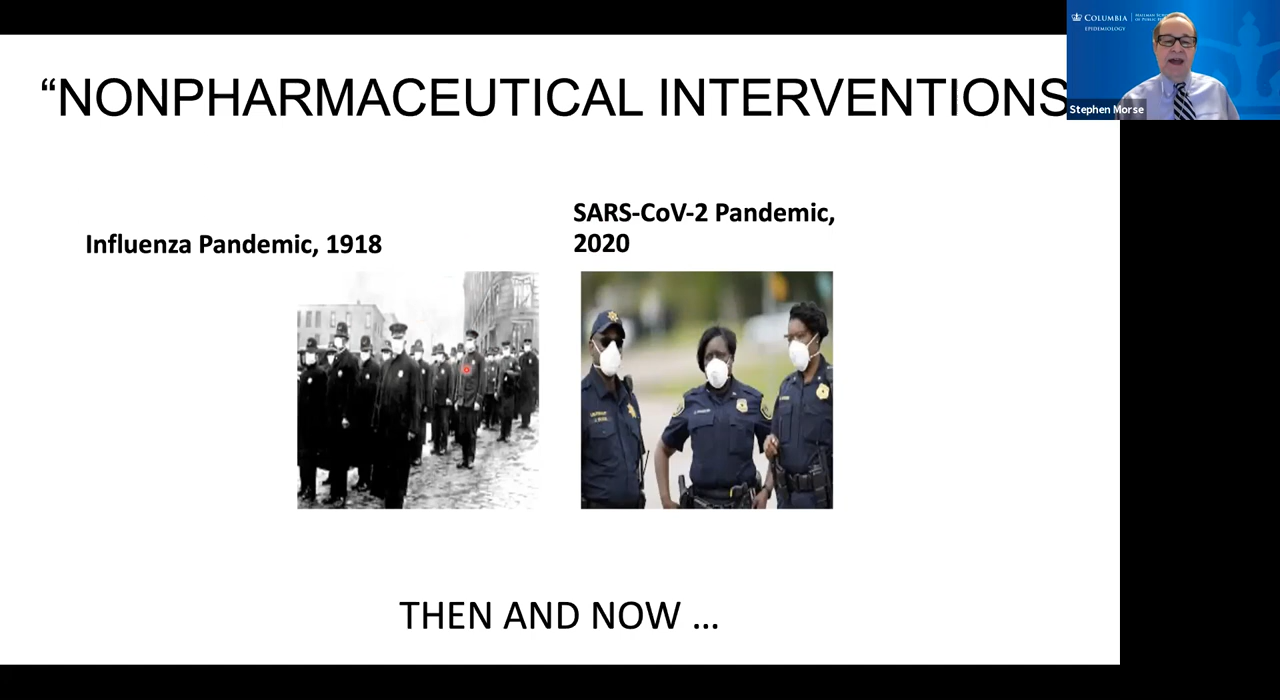 “NONPHARMACEUTICAL INTERVENTIONS
COLUMBIA
EPIDEMIOLOGY
Stephen Morse
SARS-CoV-2 Pandemic,
2020
Influenza Pandemic, 1918
THEN AND NOW ...